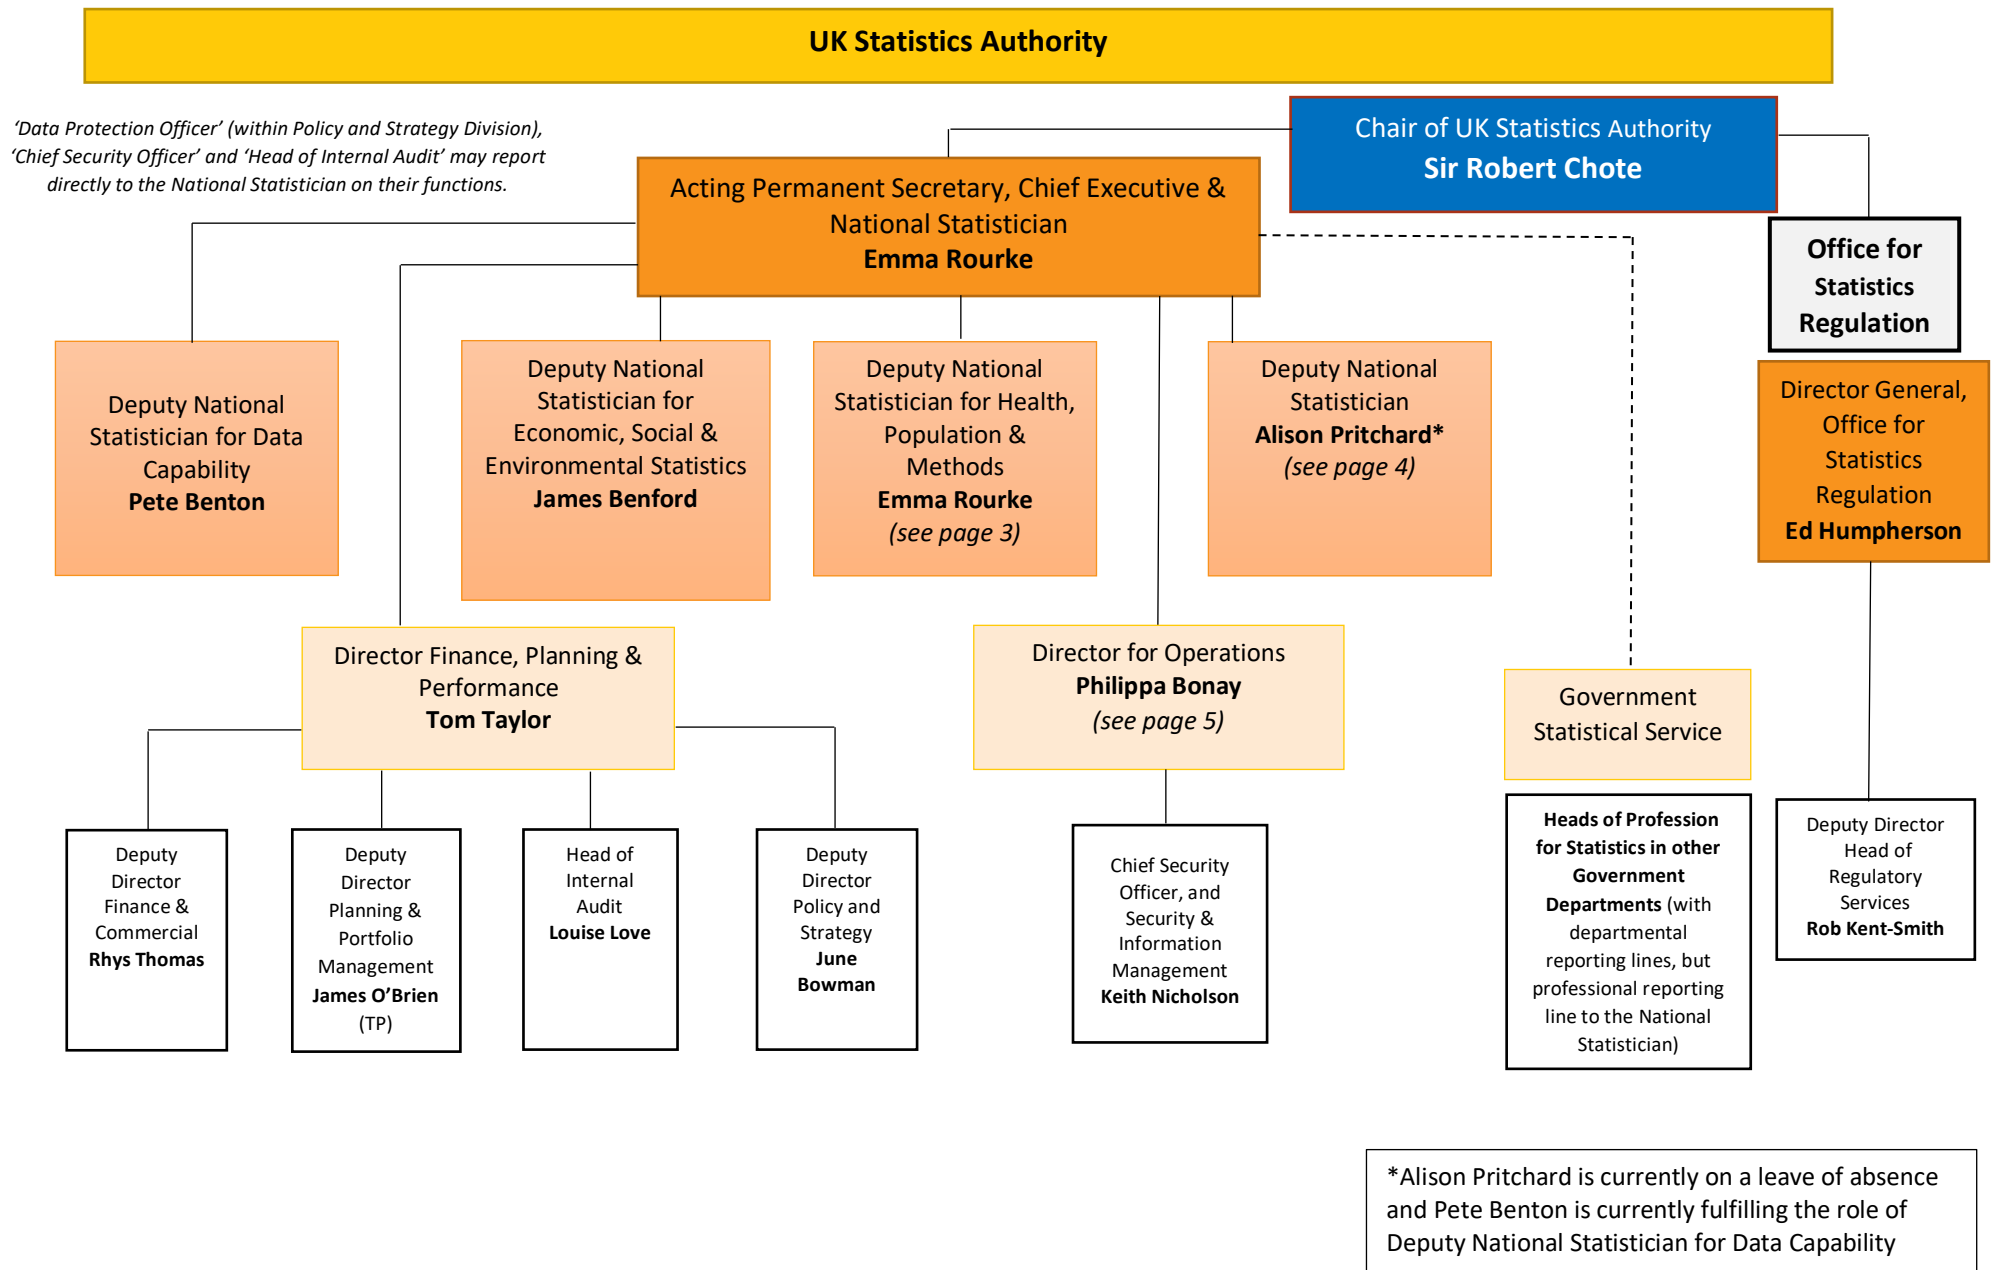 UK Statistics Authority
‘Data Protection Officer’ (within Policy and Strategy Division),
‘Chief Security Officer’ and ‘Head of Internal Audit’ may report
directly to the National Statistician on their functions.
Chair of UK Statistics Authority
Sir Robert Chote
Acting Permanent Secretary, Chief Executive &
National Statistician
Emma Rourke
Office for
Statistics
Regulation
Deputy National
Statistician for Data
Capability
Pete Benton
Deputy National
Statistician for
Economic, Social &
Environmental Statistics
James Benford
Deputy National
Statistician for Health,
Population &
Methods
Emma Rourke
(see page 3)
Deputy National
Statistician
Alison Pritchard*
(see page 4)
Director General,
Office for
Statistics
Regulation
Ed Humpherson
Director Finance, Planning &
Performance
Tom Taylor
Director for Operations
Philippa Bonay
(see page 5)
Government
Statistical Service
Deputy
Director
Finance &
Commercial
Rhys Thomas
Deputy
Director
Planning &
Portfolio
Management
James O’Brien
(TP)
Head of
Internal
Audit
Louise Love
Deputy
Director
Policy and
Strategy
June
Bowman
Chief Security
Officer, and
Security &
Information
Management
Keith Nicholson
Heads of Profession
for Statistics in other
Government
Departments (with
departmental
reporting lines, but
professional reporting
line to the National
Statistician)
Deputy Director
Head of
Regulatory
Services
Rob Kent-Smith
*Alison Pritchard is currently on a leave of absence
and Pete Benton is currently fulfilling the role of
Deputy National Statistician for Data Capability